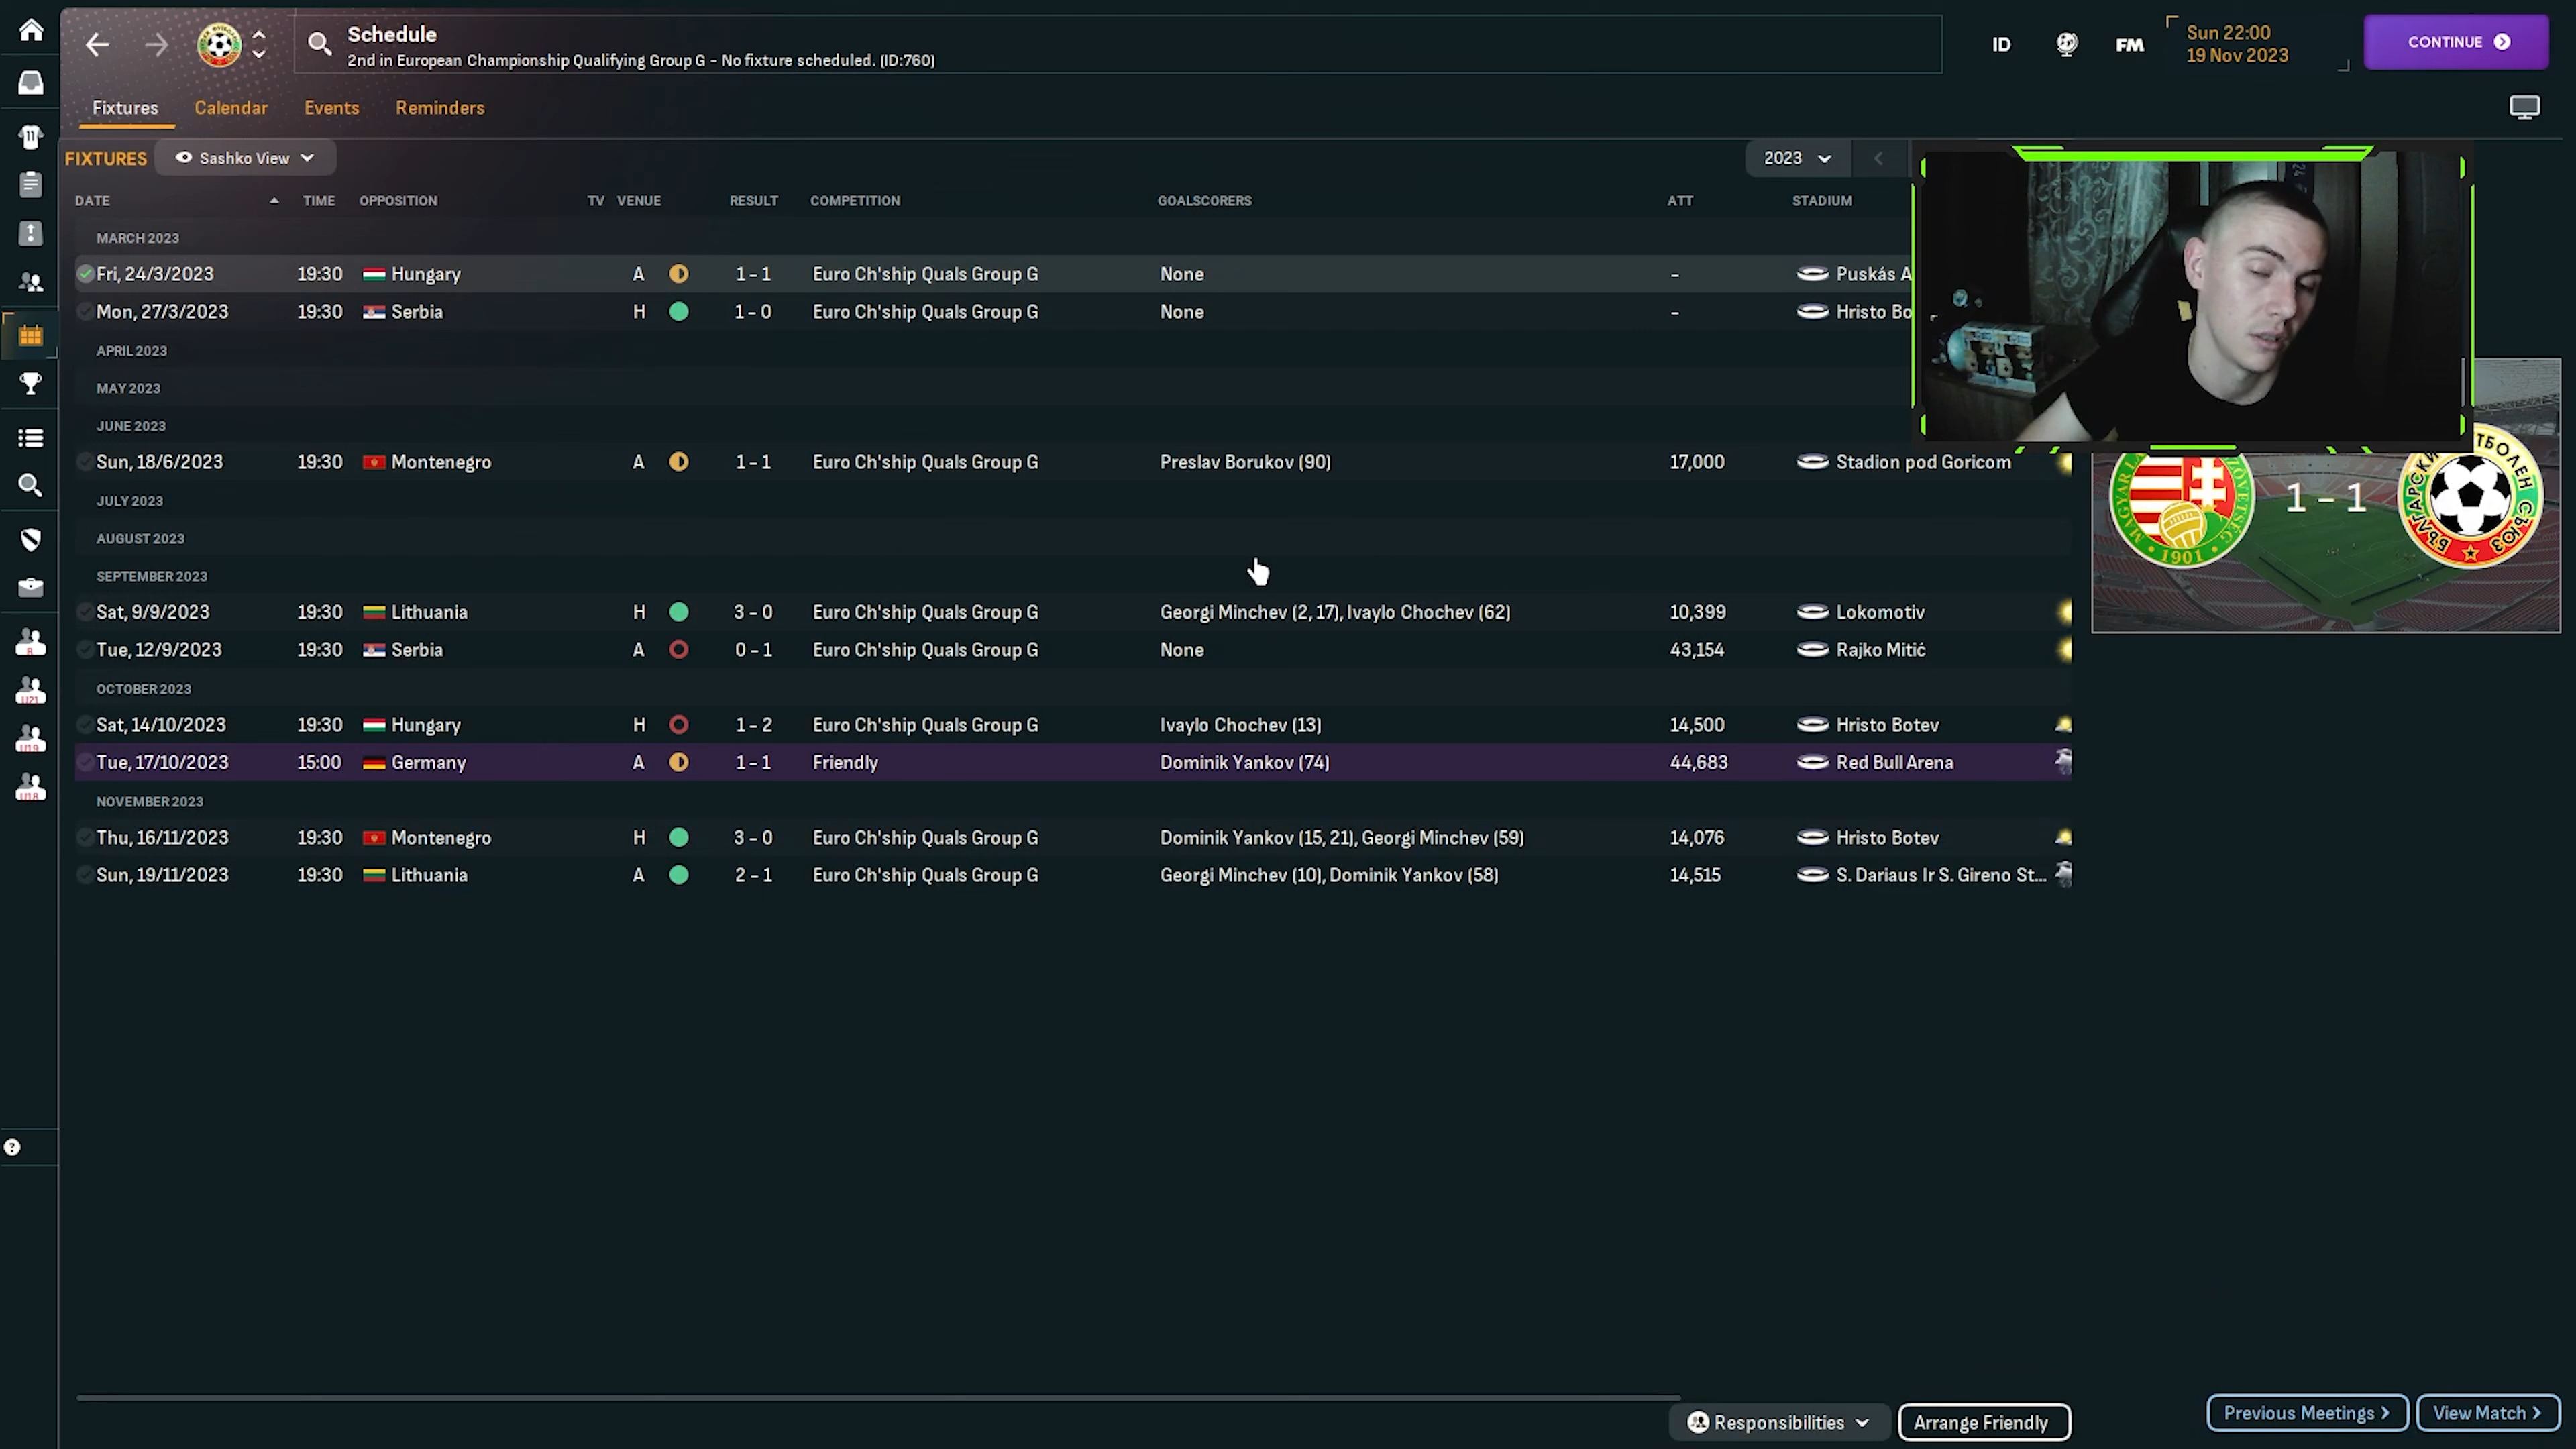 Schedule
2nd in European Championship Qualifying Group G - No fixture scheduled. (ID:760)
ID
FM
Sun 22:00
19 Nov 2023
CONTINUE
Fixtures Calendar Events Reminders
FIXTURES Sashko View 2023
DATE TIME OPPOSITION TV VENUE RESULT COMPETITION GOALSCORERS ATT STADIUM
MARCH 2023
Fri, 24/3/2023 19:30 Hungary A 1 - 1 Euro Ch'ship Quals Group G None - Puskás A
Mon, 27/3/2023 19:30 Serbia H 1 - 0 Euro Ch'ship Quals Group G None - Hristo Bo
APRIL 2023
MAY 2023
JUNE 2023
Sun, 18/6/2023 19:30 Montenegro A 1 - 1 Euro Ch'ship Quals Group G Preslav Borukov (90) 17,000 Stadion pod Goricom
JULY 2023
AUGUST 2023
SEPTEMBER 2023
Sat, 9/9/2023 19:30 Lithuania H 3 - 0 Euro Ch'ship Quals Group G Georgi Minchev (2, 17), Ivaylo Chochev (62) 10,399 Lokomotiv
Tue, 12/9/2023 19:30 Serbia A 0 - 1 Euro Ch'ship Quals Group G None 43,154 Rajko Mitić
OCTOBER 2023
Sat, 14/10/2023 19:30 Hungary H 1 - 2 Euro Ch'ship Quals Group G Ivaylo Chochev (13) 14,500 Hristo Botev
Tue, 17/10/2023 15:00 Germany A 1 - 1 Friendly Dominik Yankov (74) 44,683 Red Bull Arena
NOVEMBER 2023
Thu, 16/11/2023 19:30 Montenegro H 3 - 0 Euro Ch'ship Quals Group G Dominik Yankov (15, 21), Georgi Minchev (59) 14,076 Hristo Botev
Sun, 19/11/2023 19:30 Lithuania A 2 - 1 Euro Ch'ship Quals Group G Georgi Minchev (10), Dominik Yankov (58) 14,515 S. Dariaus Ir S. Gireno St...
1 - 1
1901
11
U21
U19
U18
?
Responsibilities Arrange Friendly Previous Meetings View Match